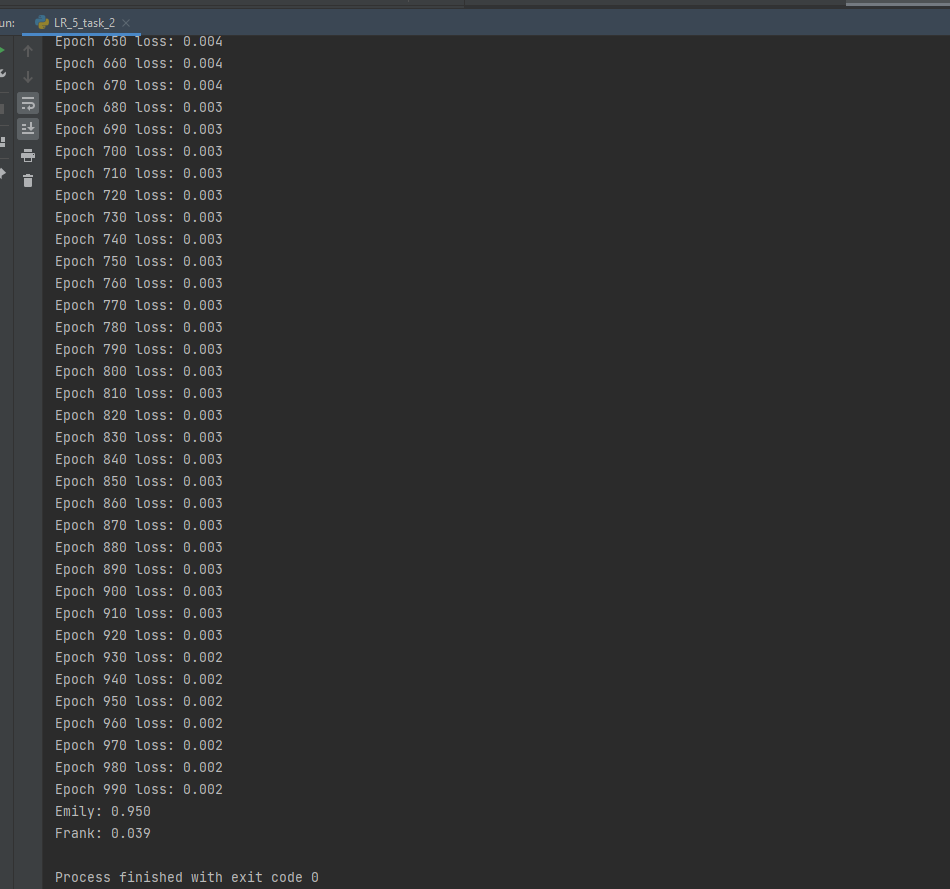 un: LR_5_task_2
Epoch 650 loss: 0.004
Epoch 660 loss: 0.004
Epoch 670 loss: 0.004
Epoch 680 loss: 0.003
Epoch 690 loss: 0.003
Epoch 700 loss: 0.003
Epoch 710 loss: 0.003
Epoch 720 loss: 0.003
Epoch 730 loss: 0.003
Epoch 740 loss: 0.003
Epoch 750 loss: 0.003
Epoch 760 loss: 0.003
Epoch 770 loss: 0.003
Epoch 780 loss: 0.003
Epoch 790 loss: 0.003
Epoch 800 loss: 0.003
Epoch 810 loss: 0.003
Epoch 820 loss: 0.003
Epoch 830 loss: 0.003
Epoch 840 loss: 0.003
Epoch 850 loss: 0.003
Epoch 860 loss: 0.003
Epoch 870 loss: 0.003
Epoch 880 loss: 0.003
Epoch 890 loss: 0.003
Epoch 900 loss: 0.003
Epoch 910 loss: 0.003
Epoch 920 loss: 0.003
Epoch 930 loss: 0.002
Epoch 940 loss: 0.002
Epoch 950 loss: 0.002
Epoch 960 loss: 0.002
Epoch 970 loss: 0.002
Epoch 980 loss: 0.002
Epoch 990 loss: 0.002
Emily: 0.950
Frank: 0.039
Process finished with exit code 0